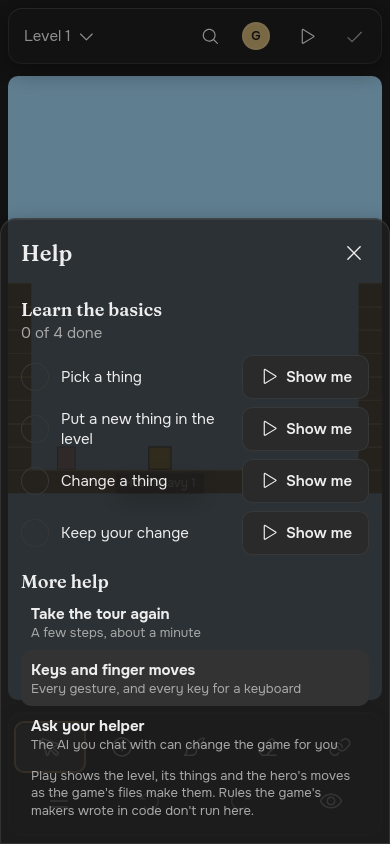 Level 1
G
Help
Learn the basics
0 of 4 done
Pick a thing
Show me
Put a new thing in the
level
Show me
Change a thing
Show me
Keep your change
Show me
More help
Take the tour again
A few steps, about a minute
Keys and finger moves
Every gesture, and every key for a keyboard
Ask your helper
The AI you chat with can change the game for you
Play shows the level, its things and the hero's moves
as the game's files make them. Rules the game's
makers wrote in code don't run here.